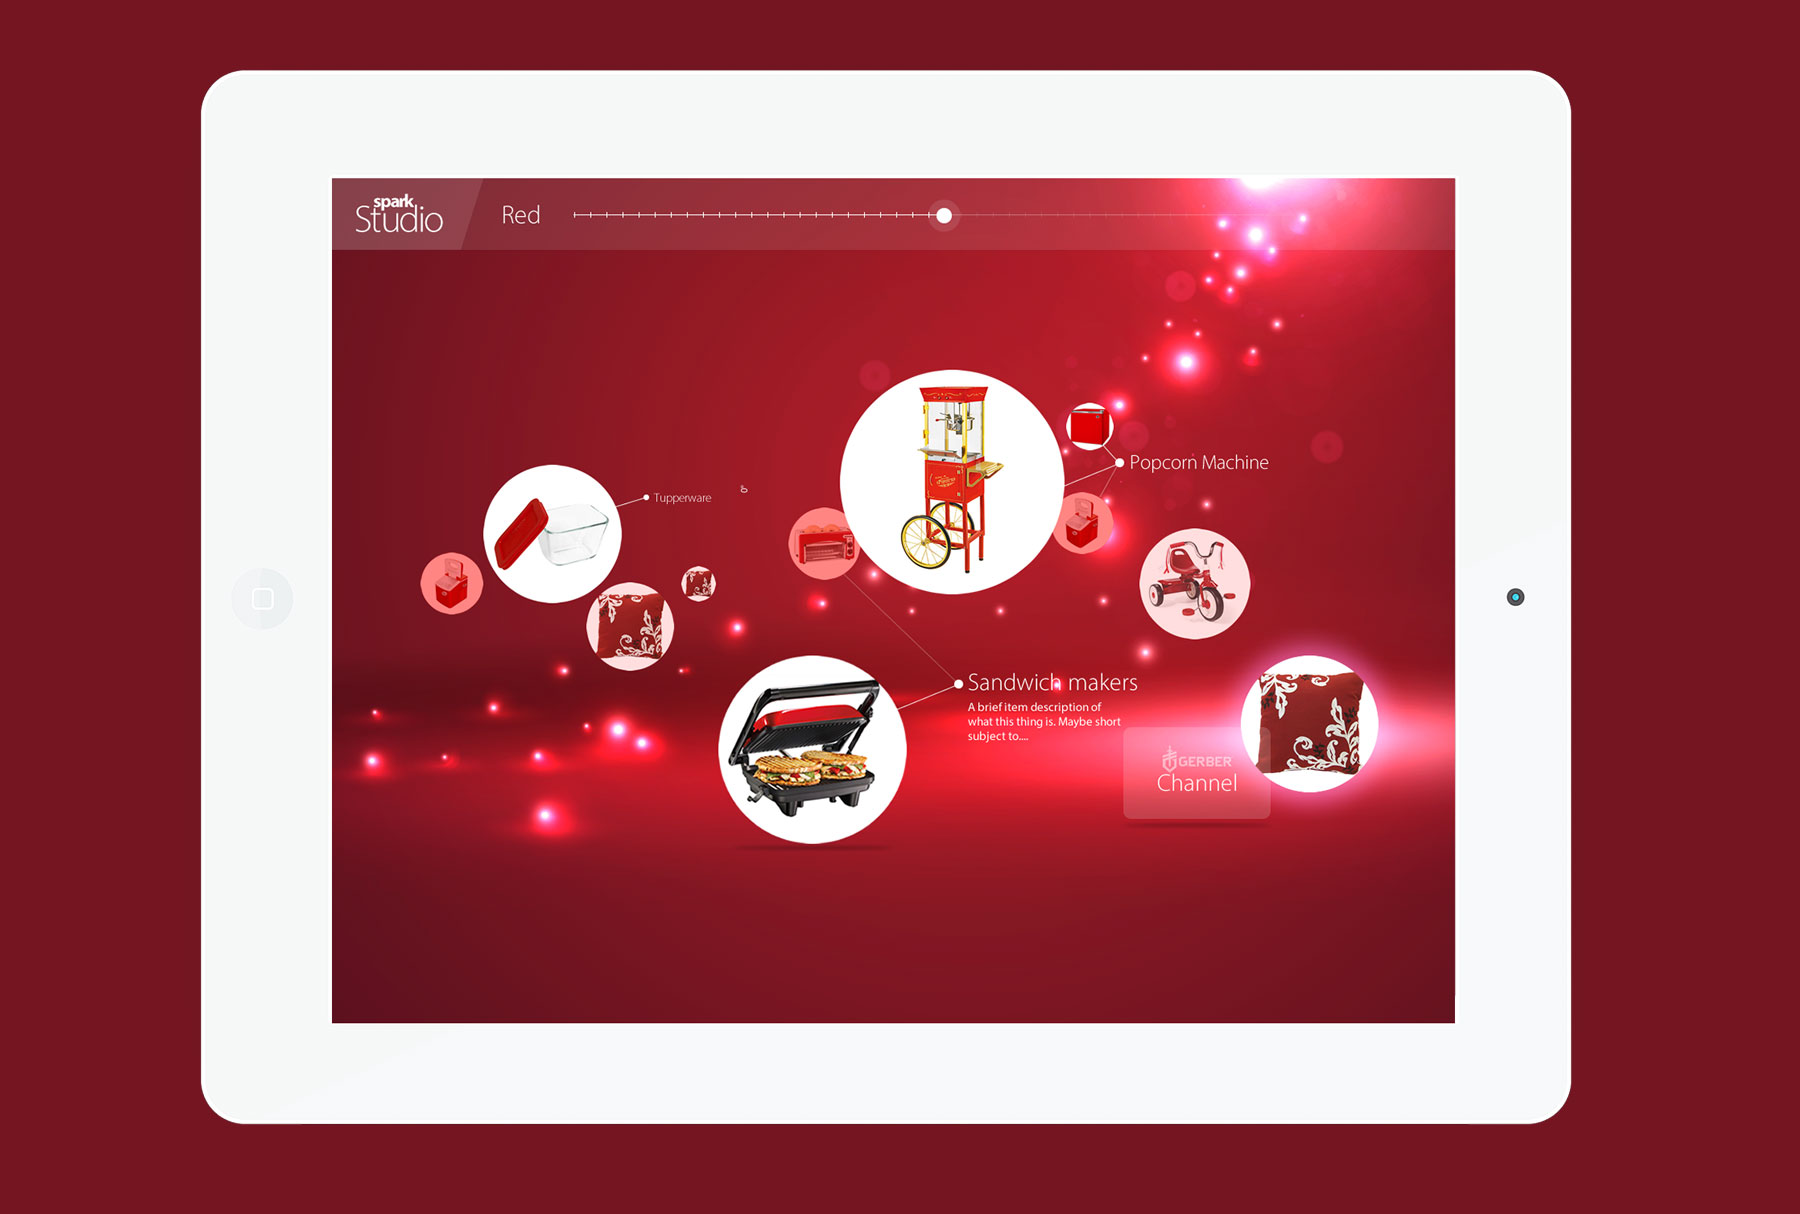 spark
Studio
Red
Popcorn Machine
Tupperware
Sandwich makers
A brief item description of
what this thing is. Maybe short
subject to....
GERBER
Channel